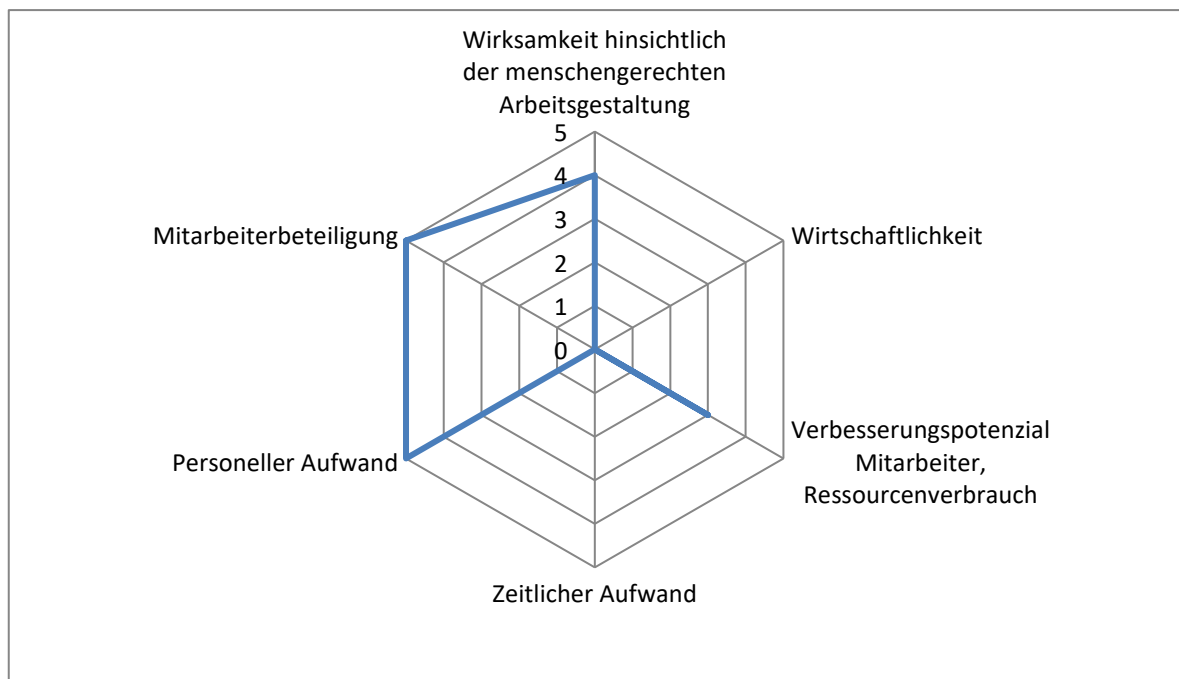 Wirksamkeit hinsichtlich
der menschengerechten
Arbeitsgestaltung
5
4
3
2
1
0
Wirtschaftlichkeit
Verbesserungspotenzial
Mitarbeiter,
Ressourcenverbrauch
Zeitlicher Aufwand
Personeller Aufwand
Mitarbeiterbeteiligung